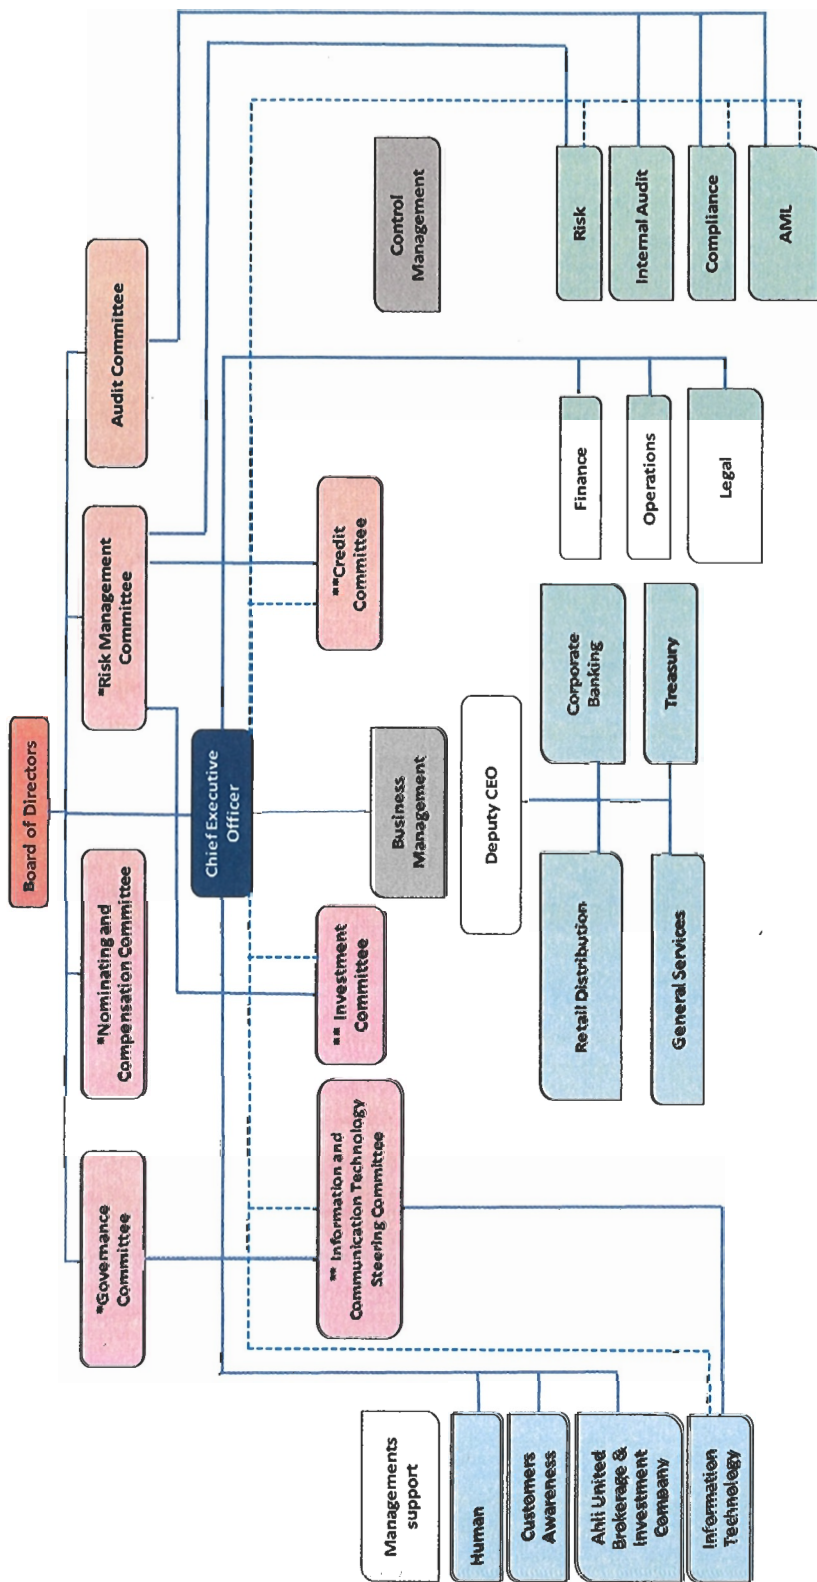 Board of Directors
*Governance
Committee
*Nominating and
Compensation Committee
*Risk Management
Committee
Audit Committee
Chief Executive
Officer
** Information and
Communication Technology
Steering Committee
** Investment
Committee
**Credit
Committee
Managements
support
Business
Management
Control
Management
Human
Customers
Awareness
Ahli United
Brokerage &
Investment
Company
Information
Technology
Deputy CEO
Retail Distribution
Corporate
Banking
General Services
Treasury
Finance
Operations
Legal
Risk
Internal Audit
Compliance
AML